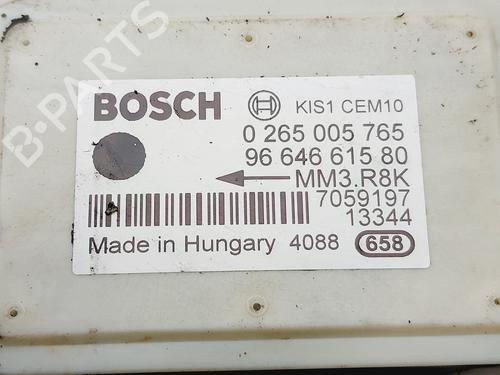 BOSCH KIS1 CEM10
0 265 005 765
96 646 615 80
MM3.R8K
7059197
13344
Made in Hungary 4088 658
B-PARTS